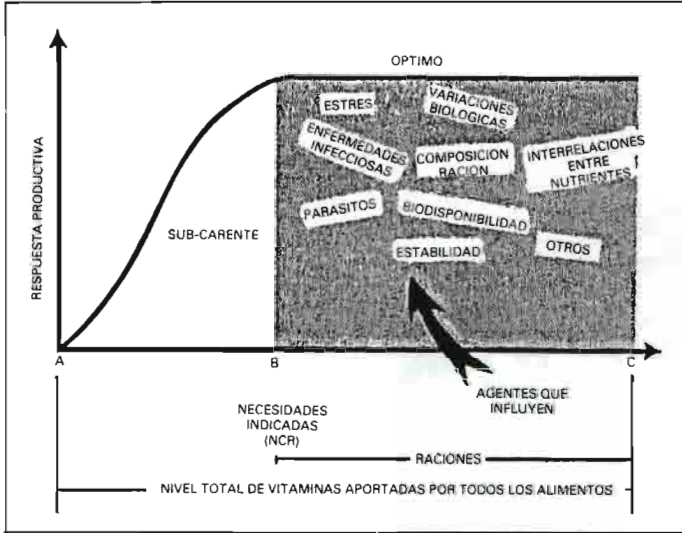 OPTIMO
ESTRES
VARIACIONES
BIOLOGICAS
ENFERMEDADES
INFECCIOSAS
COMPOSICION
RACION
INTERRELACIONES
ENTRE
NUTRIENTES
PARASITOS
BIODISPONIBILIDAD
SUB-CARENTE
ESTABILIDAD
OTROS
RESPUESTA PRODUCTIVA
A
B
C
AGENTES QUE
INFLUYEN
NECESIDADES
INDICADAS
(NCR)
RACIONES
NIVEL TOTAL DE VITAMINAS APORTADAS POR TODOS LOS ALIMENTOS